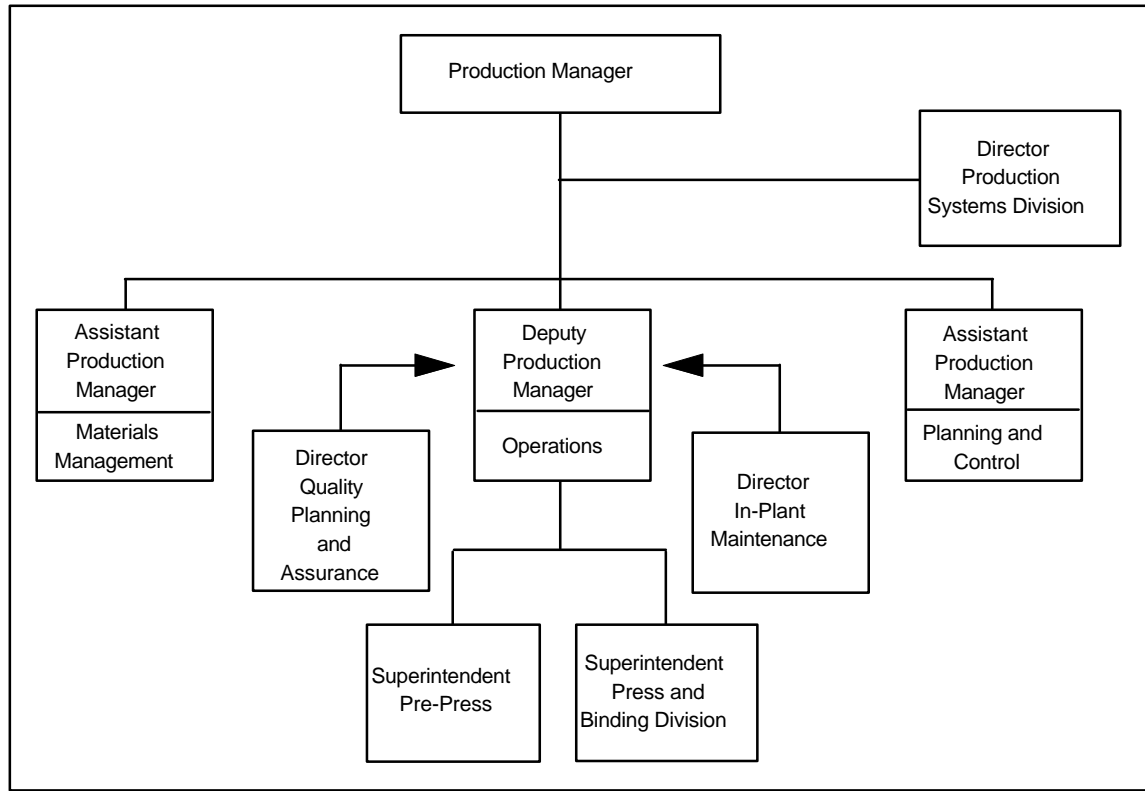 Production Manager
Director
Production
Systems Division
Assistant
Production
Manager
Materials
Management
Deputy
Production
Manager
Operations
Assistant
Production
Manager
Planning and
Control
Director
Quality
Planning
and
Assurance
Director
In-Plant
Maintenance
Superintendent
Pre-Press
Superintendent
Press and
Binding Division